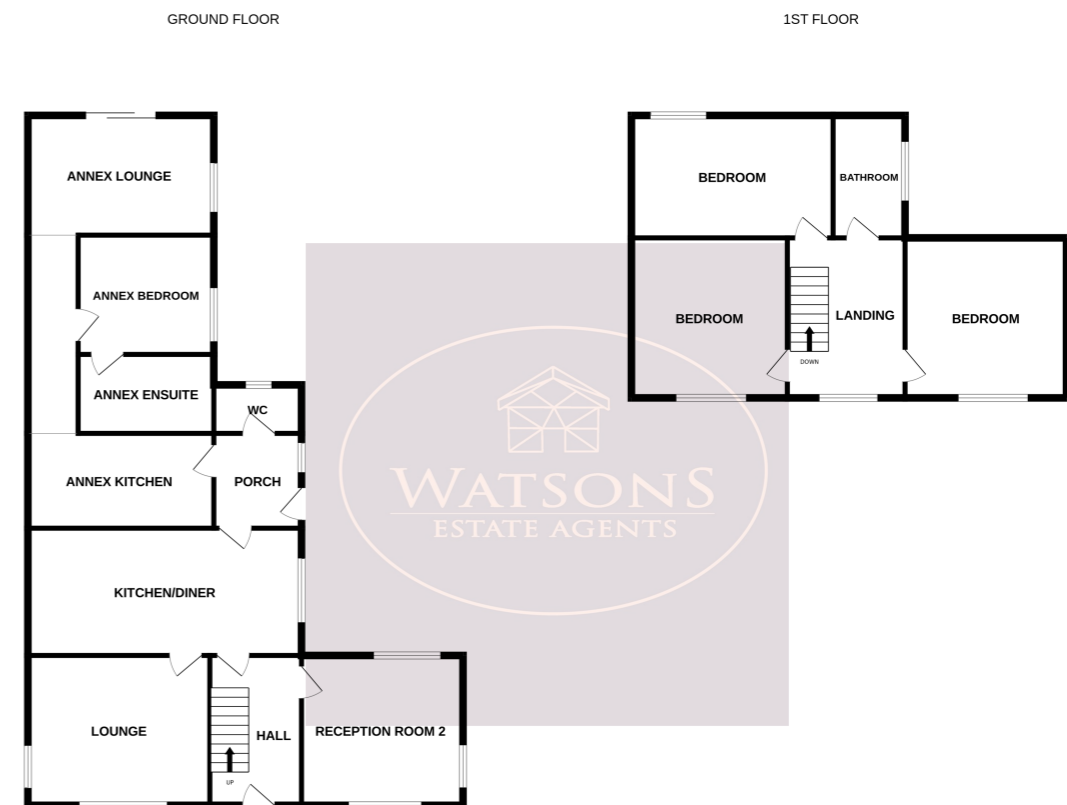 GROUND FLOOR
1ST FLOOR
ANNEX LOUNGE
ANNEX BEDROOM
ANNEX ENSUITE
WC
ANNEX KITCHEN
PORCH
KITCHEN/DINER
LOUNGE
HALL
UP
RECEPTION ROOM 2
BEDROOM
BATHROOM
BEDROOM
LANDING
DOWN
BEDROOM
WATSONS
ESTATE AGENTS